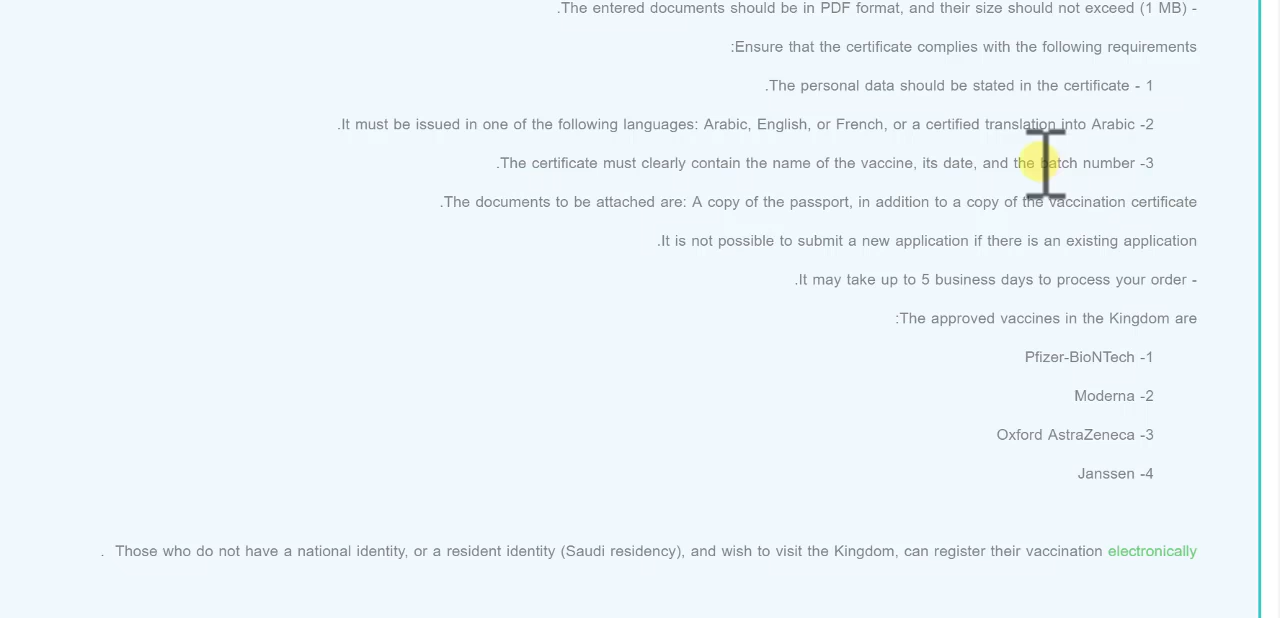 .The entered documents should be in PDF format, and their size should not exceed (1 MB) -
:Ensure that the certificate complies with the following requirements
.The personal data should be stated in the certificate - 1
.It must be issued in one of the following languages: Arabic, English, or French, or a certified translation into Arabic -2
.The certificate must clearly contain the name of the vaccine, its date, and the batch number -3
.The documents to be attached are: A copy of the passport, in addition to a copy of the vaccination certificate
.It is not possible to submit a new application if there is an existing application
.It may take up to 5 business days to process your order -
:The approved vaccines in the Kingdom are
Pfizer-BioNTech -1
Moderna -2
Oxford AstraZeneca -3
Janssen -4
. Those who do not have a national identity, or a resident identity (Saudi residency), and wish to visit the Kingdom, can register their vaccination electronically